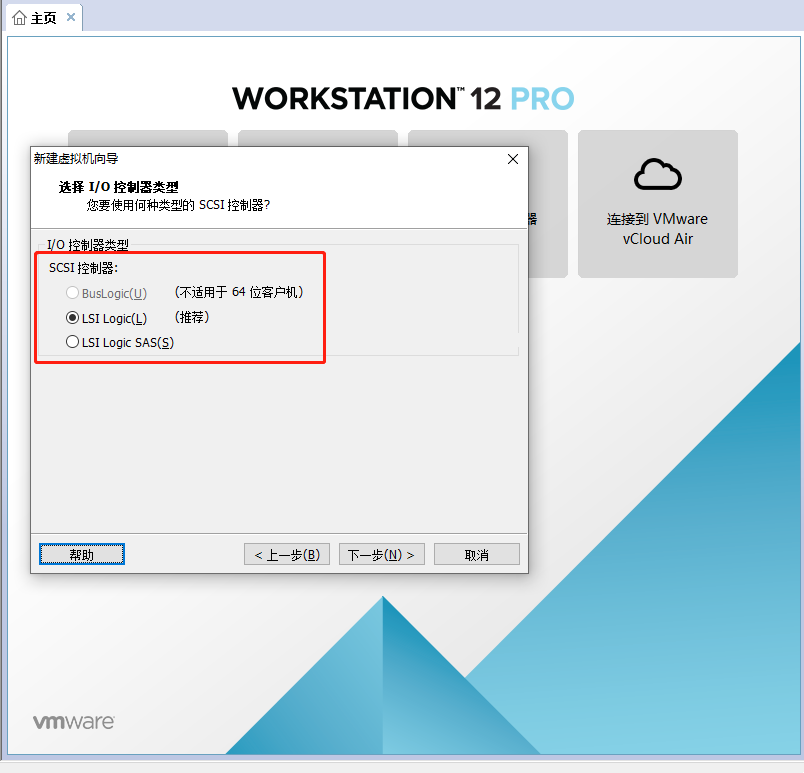 主页
WORKSTATION™ 12 PRO
器
连接到 VMware
vCloud Air
新建虚拟机向导
选择 I/O 控制器类型
您要使用何种类型的 SCSI 控制器?
I/O 控制器类型
SCSI 控制器:
BusLogic(U) (不适用于 64 位客户机)
LSI Logic(L) (推荐)
LSI Logic SAS(S)
帮助 < 上一步(B) 下一步(N) > 取消
vmware